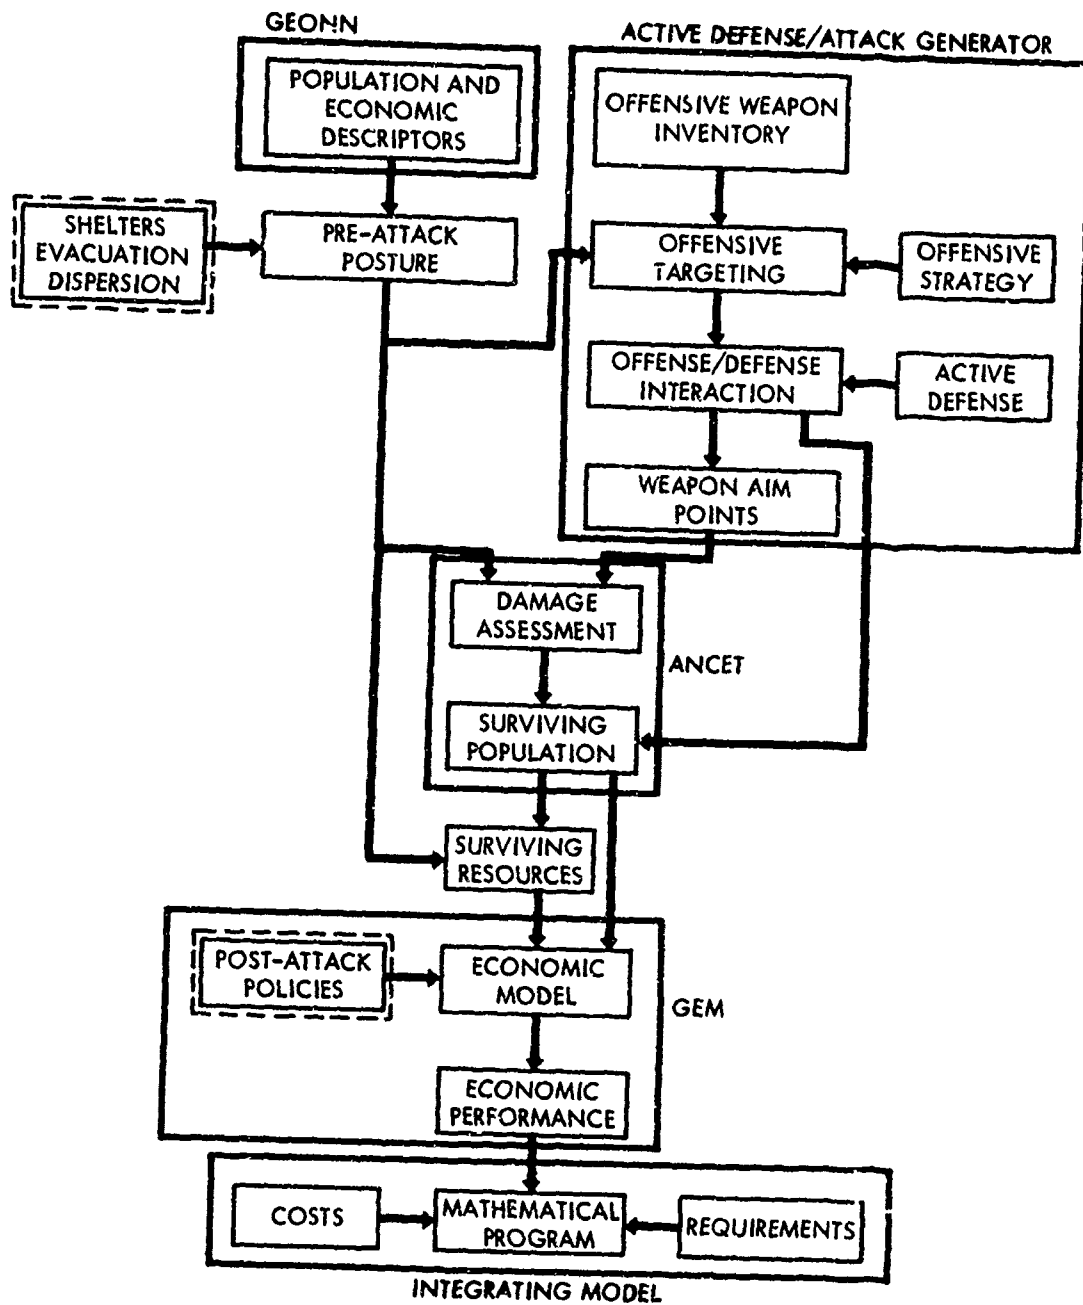 GEONN
POPULATION AND
ECONOMIC
DESCRIPTORS
ACTIVE DEFENSE/ATTACK GENERATOR
OFFENSIVE WEAPON
INVENTORY
SHELTERS
EVACUATION
DISPERSION
PRE-ATTACK
POSTURE
OFFENSIVE
TARGETING
OFFENSIVE
STRATEGY
OFFENSE/DEFENSE
INTERACTION
ACTIVE
DEFENSE
WEAPON AIM
POINTS
DAMAGE
ASSESSMENT
ANCET
SURVIVING
POPULATION
SURVIVING
RESOURCES
POST-ATTACK
POLICIES
ECONOMIC
MODEL
GEM
ECONOMIC
PERFORMANCE
COSTS
MATHEMATICAL
PROGRAM
REQUIREMENTS
INTEGRATING MODEL